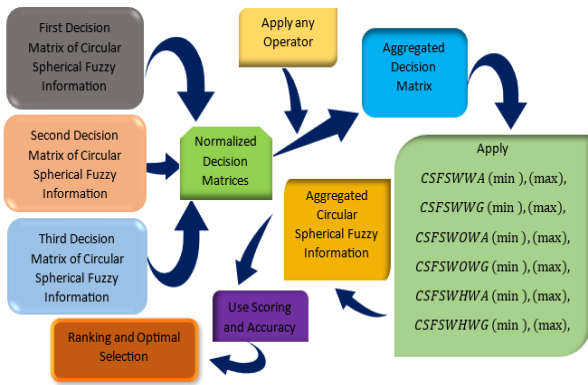 First Decision
Matrix of Circular
Spherical Fuzzy
Information
Second Decision
Matrix of Circular
Spherical Fuzzy
Information
Third Decision
Matrix of Circular
Spherical Fuzzy
Information
Normalized
Decision
Matrices
Apply any
Operator
Aggregated
Decision
Matrix
Apply
CSFSWWA (min ), (max),
CSFSWWG (min ), (max),
CSFSWOWA (min ), (max),
CSFSWOWG (min ), (max),
CSFSWHWA (min ), (max),
CSFSWHWG (min ), (max),
Aggregated
Circular
Spherical Fuzzy
Information
Use Scoring
and Accuracy
Ranking and Optimal
Selection